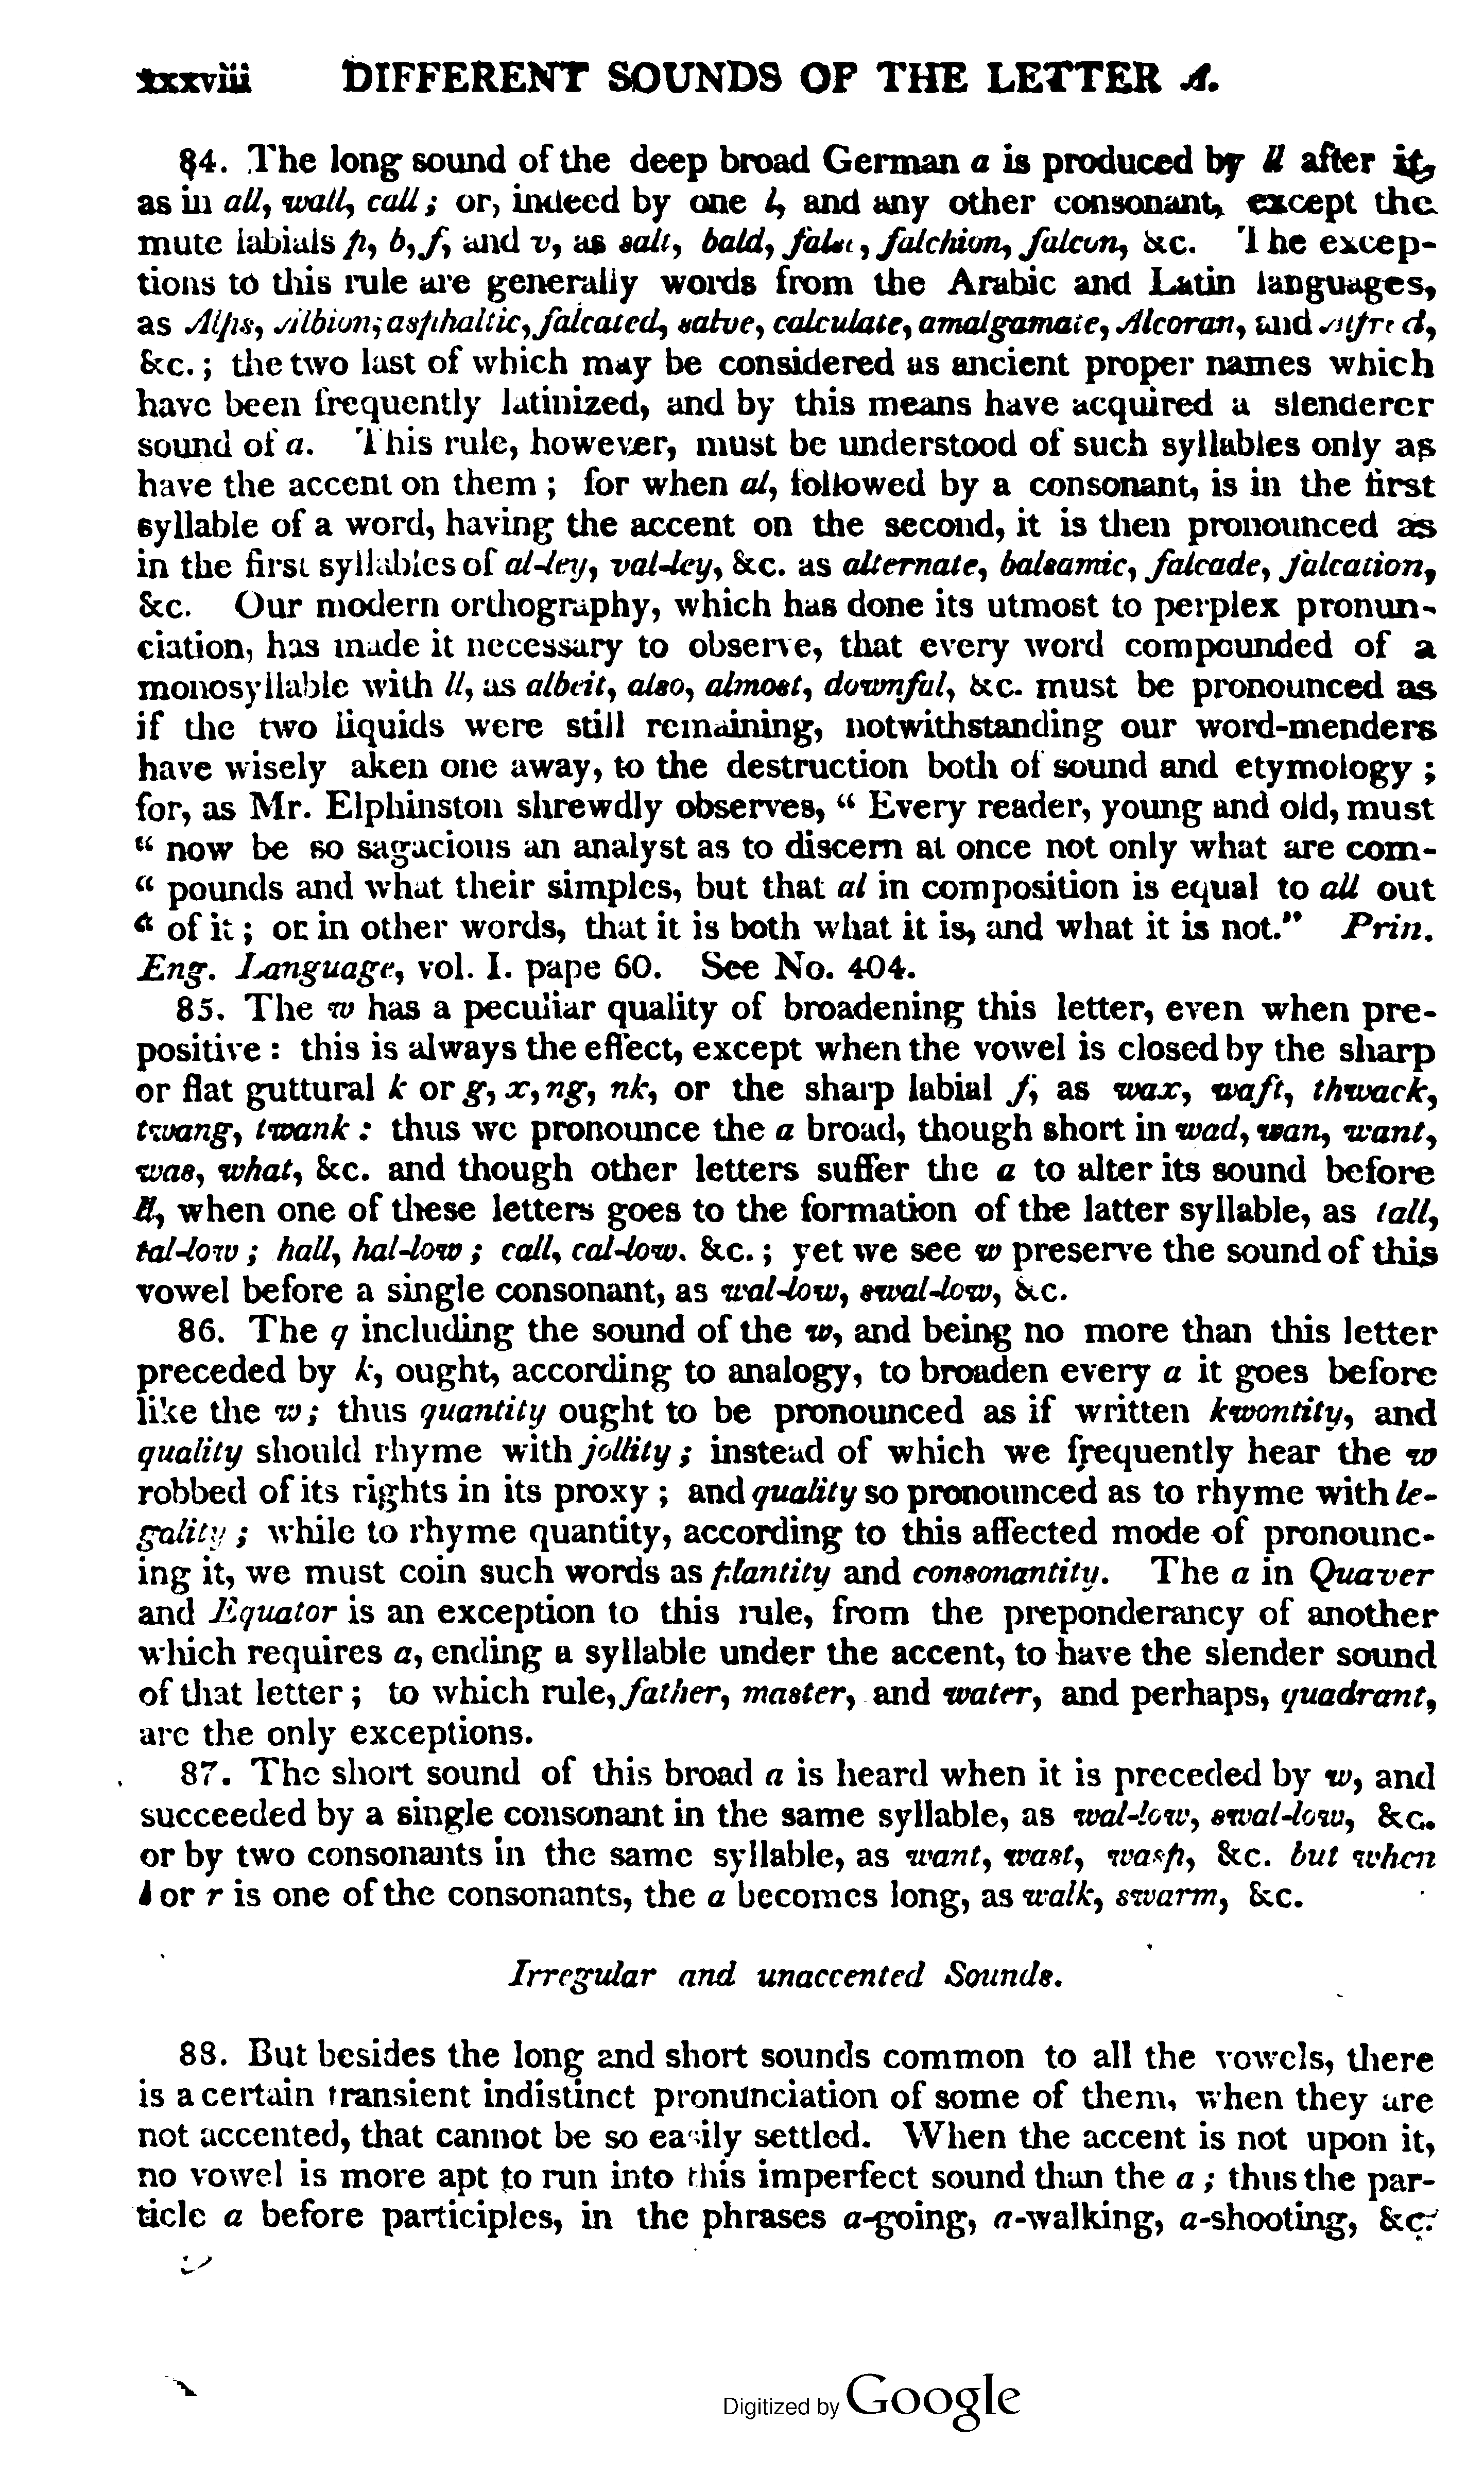 xxxviii DIFFERENT SOUNDS OF THE LETTER A.
84. The long sound of the deep broad German a is produced by ll after it,
as in all, wall, call; or, indeed by one l, and any other consonant, except the
mute labials p, b, f, and v, as salt, bald, false, falchion, falcon, &c. The excep-
tions to this rule are generally words from the Arabic and Latin languages,
as Alps, Albion, asphaltic, falcated, salve, calculate, amalgamate, Alcoran, and Alfred,
&c.; the two last of which may be considered as ancient proper names which
have been frequently latinized, and by this means have acquired a slenderer
sound of a. This rule, however, must be understood of such syllables only as
have the accent on them; for when al, followed by a consonant, is in the first
syllable of a word, having the accent on the second, it is then pronounced as
in the first syllables of al-ley, val-ley, &c. as alternate, balsamic, falcade, falcation,
&c. Our modern orthography, which has done its utmost to perplex pronun-
ciation, has made it necessary to observe, that every word compounded of a
monosyllable with ll, as albeit, also, almost, downfal, &c. must be pronounced as
if the two liquids were still remaining, notwithstanding our word-menders
have wisely aken one away, to the destruction both of sound and etymology;
for, as Mr. Elphinston shrewdly observes, “ Every reader, young and old, must
“ now be so sagacious an analyst as to discern at once not only what are com-
“ pounds and what their simples, but that al in composition is equal to all out
“ of it; or in other words, that it is both what it is, and what it is not.” Prin.
Eng. Language, vol. I. pape 60. See No. 404.
85. The w has a peculiar quality of broadening this letter, even when pre-
positive: this is always the effect, except when the vowel is closed by the sharp
or flat guttural k or g, x, ng, nk, or the sharp labial f, as wax, waft, thwack,
twang, twank: thus we pronounce the a broad, though short in wad, wan, want,
was, what, &c. and though other letters suffer the a to alter its sound before
ll, when one of these letters goes to the formation of the latter syllable, as tall,
tal-low; hall, hal-low; call, cal-low. &c.; yet we see w preserve the sound of this
vowel before a single consonant, as wal-low, swal-low, &c.
86. The q including the sound of the w, and being no more than this letter
preceded by k, ought, according to analogy, to broaden every a it goes before
like the w; thus quantity ought to be pronounced as if written kwontity, and
quality should rhyme with jollity; instead of which we frequently hear the w
robbed of its rights in its proxy; and quality so pronounced as to rhyme with le-
gality; while to rhyme quantity, according to this affected mode of pronounc-
ing it, we must coin such words as plantity and consonantity. The a in Quaver
and Equator is an exception to this rule, from the preponderancy of another
which requires a, ending a syllable under the accent, to have the slender sound
of that letter; to which rule, father, master, and water, and perhaps, quadrant,
are the only exceptions.
87. The short sound of this broad a is heard when it is preceded by w, and
succeeded by a single consonant in the same syllable, as wal-low, swal-low, &c.
or by two consonants in the same syllable, as want, wast, wasp, &c. but when
l or r is one of the consonants, the a becomes long, as walk, swarm, &c.
Irregular and unaccented Sounds.
88. But besides the long and short sounds common to all the vowels, there
is a certain transient indistinct pronunciation of some of them, when they are
not accented, that cannot be so easily settled. When the accent is not upon it,
no vowel is more apt to run into this imperfect sound than the a; thus the par-
ticle a before participles, in the phrases a-going, a-walking, a-shooting, &c.
Digitized by Google